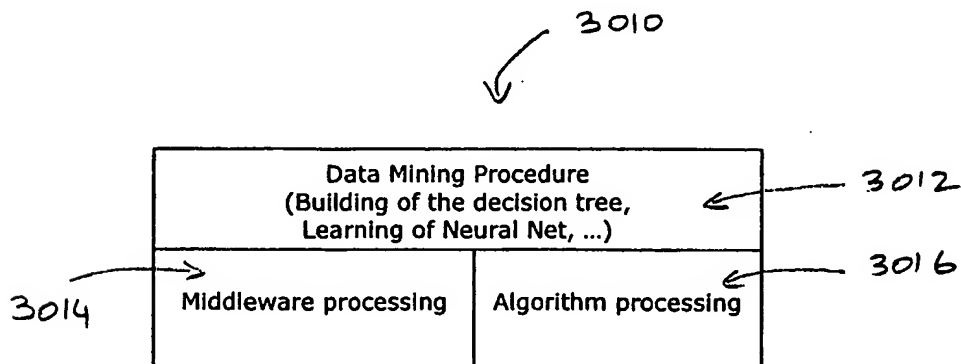 3010
Data Mining Procedure
(Building of the decision tree,
Learning of Neural Net, ...)
3012
3016
3014
Middleware processing
Algorithm processing